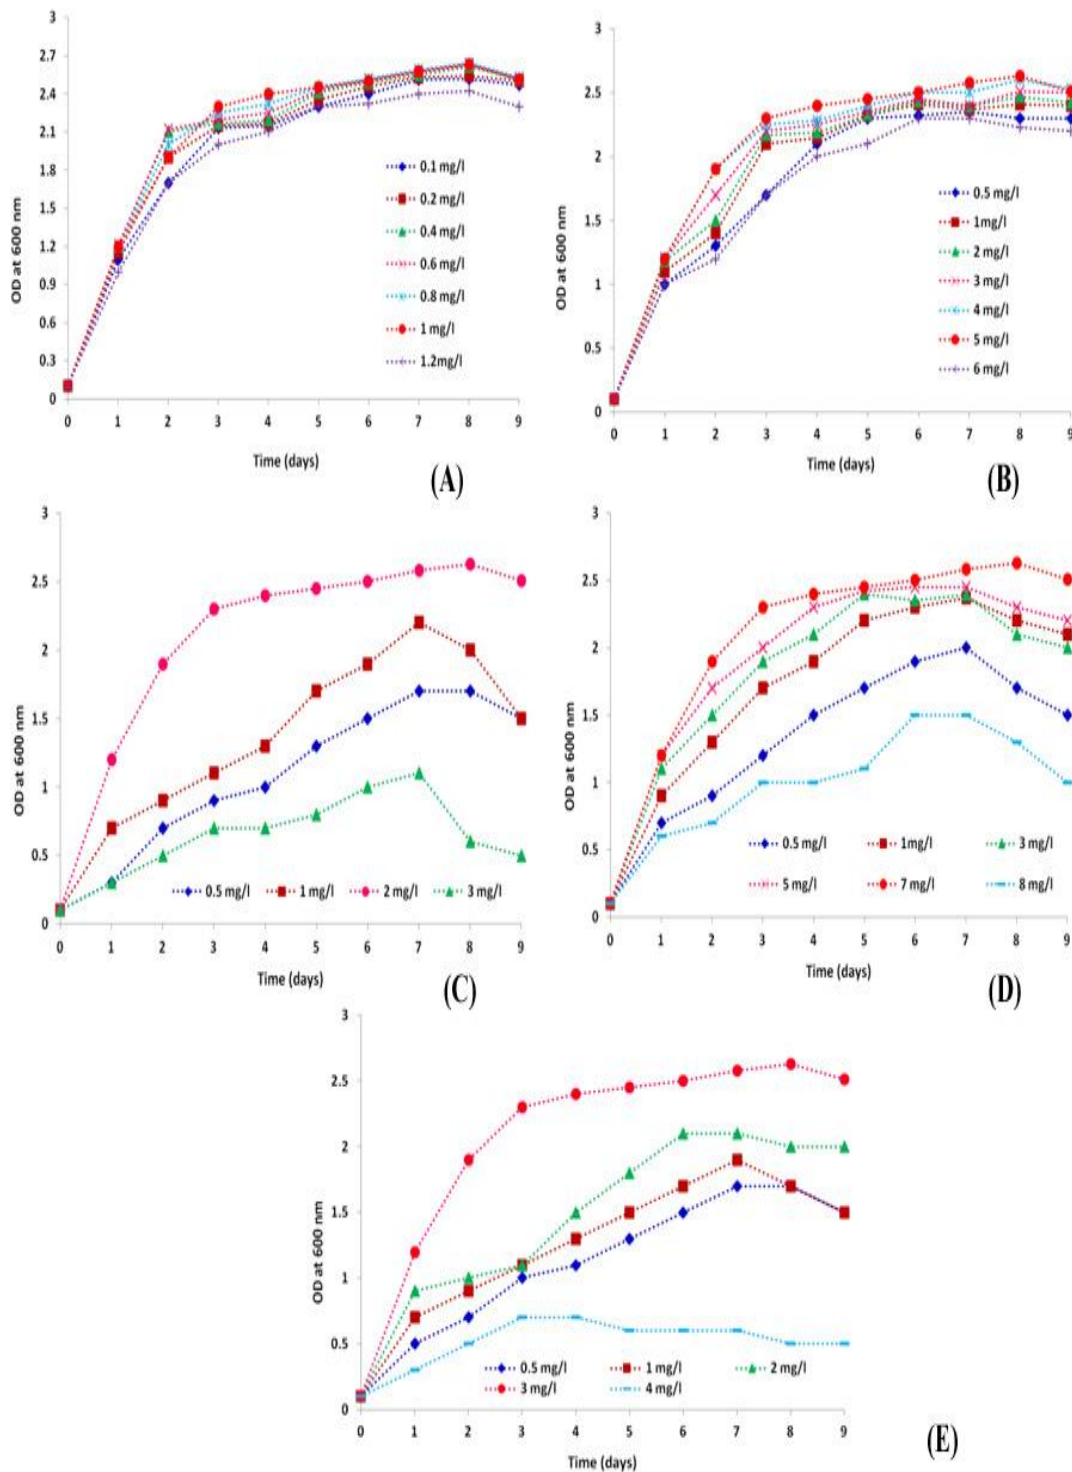 3
2.7
2.4
2.1
1.8
1.2
0.9
0.6
0.3
0
OD at 600 nm
0.1 mg/l
0.2 mg/l
0.4 mg/l
0.6 mg/l
0.8 mg/l
1 mg/l
1.2mg/l
0 1 2 3 4 5 6 7 8 9
Time (days)
(A)
3
2.5
2
1.5
1
0.5
0
OD at 600 nm
0.5 mg/l
1mg/l
2 mg/l
3 mg/l
4 mg/l
5 mg/l
6 mg/l
0 1 2 3 4 5 6 7 8 9
Time (days)
(B)
3
2.5
2
1.5
1
0.5
0
OD at 600 nm
0.5 mg/l 1 mg/l 2 mg/l 3 mg/l
0 1 2 3 4 5 6 7 8 9
Time (days)
(C)
3
2.5
2
1.5
1
0.5
0
OD at 600 nm
0.5 mg/l 1mg/l 3 mg/l
5 mg/l 7 mg/l 8 mg/l
0 1 2 3 4 5 6 7 8 9
Time (days)
(D)
3
2.5
2
1.5
1
0.5
0
OD at 600 nm
0.5 mg/l 1 mg/l 2 mg/l
3 mg/l 4 mg/l
0 1 2 3 4 5 6 7 8 9
Time (days)
(E)